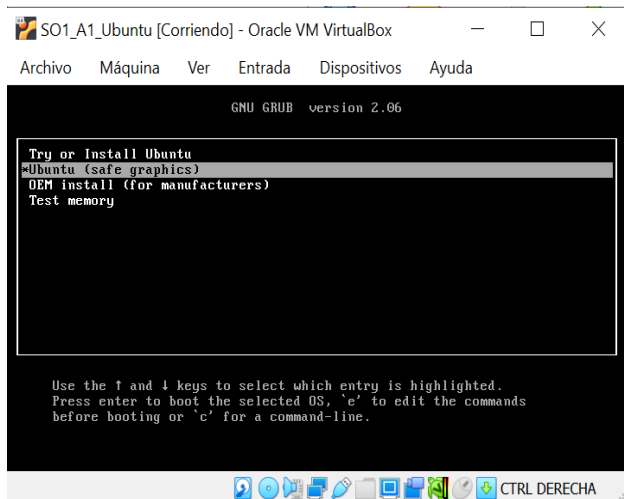 SO1_A1_Ubuntu [Corriendo] - Oracle VM VirtualBox
Archivo Máquina Ver Entrada Dispositivos Ayuda
GNU GRUB version 2.06
Try or Install Ubuntu
*Ubuntu (safe graphics)
OEM install (for manufacturers)
Test memory
Use the ↑ and ↓ keys to select which entry is highlighted.
Press enter to boot the selected OS, `e' to edit the commands
before booting or `c' for a command-line.
CTRL DERECHA